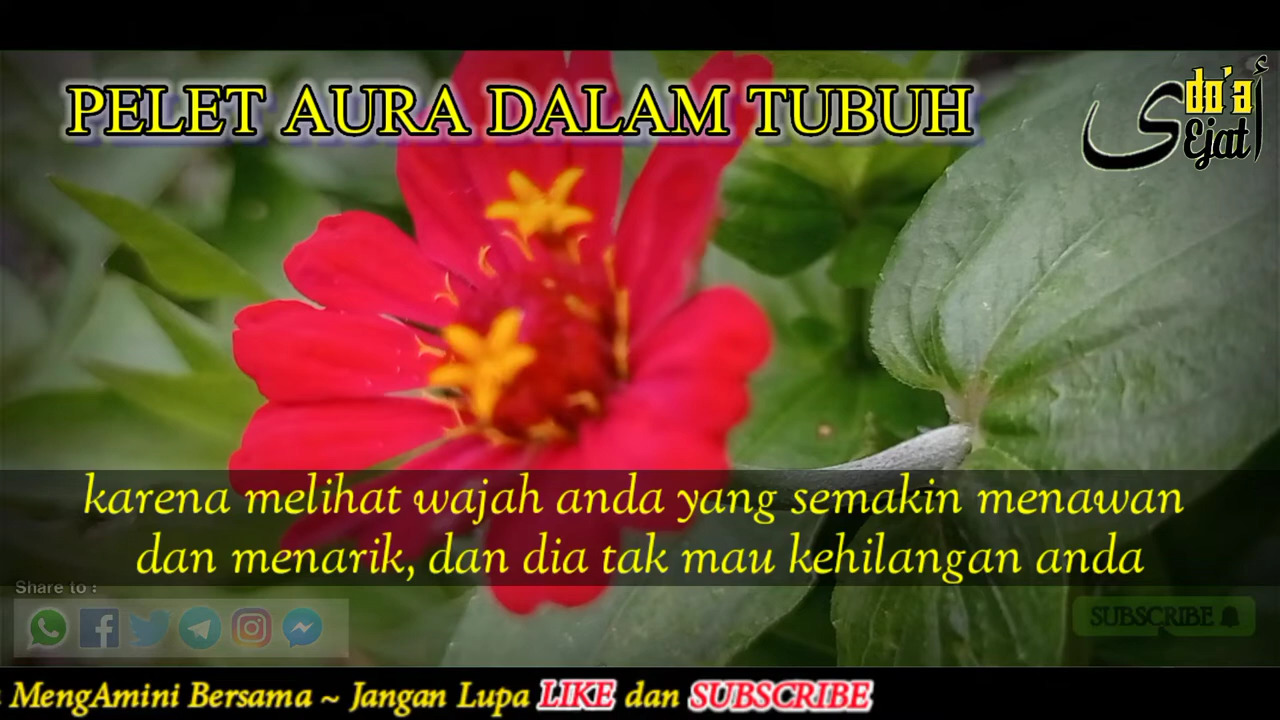 PELET AURA DALAM TUBUH
أ
do'a
ى
Ejat
karena melihat wajah anda yang semakin menawan
dan menarik, dan dia tak mau kehilangan anda
Share to :
SUBSCRIBE
MengAmini Bersama ~ Jangan Lupa LIKE dan SUBSCRIBE